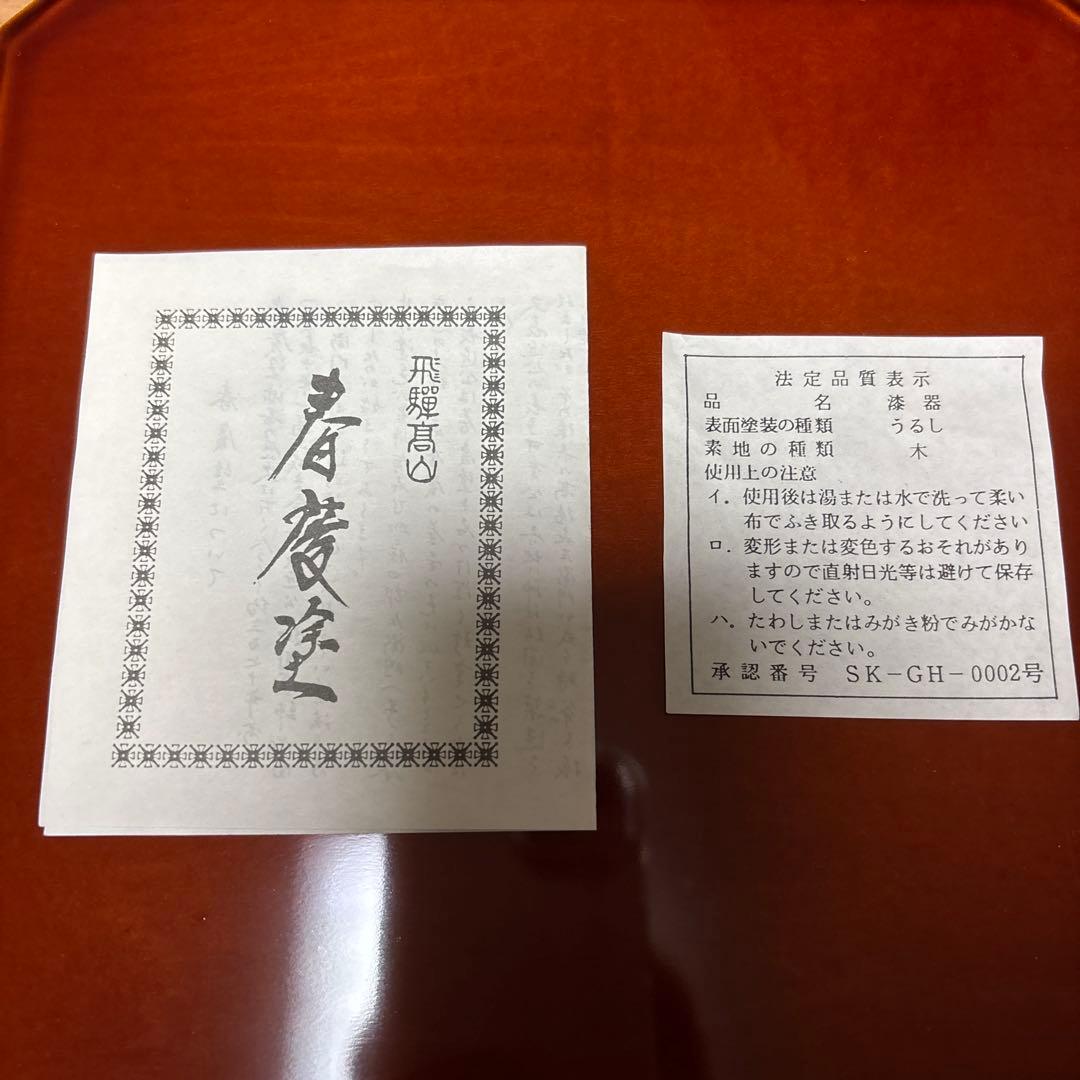 飛驒高山
春慶塗
法定品質表示
品名 漆器
表面塗装の種類 うるし
素地の種類 木
使用上の注意
イ．使用後は湯または水で洗って柔い
布でふき取るようにしてください
ロ．変形または変色するおそれがあり
ますので直射日光等は避けて保存
してください。
ハ．たわしまたはみがき粉でみがかな
いでください。
承認番号 SK-GH-0002号